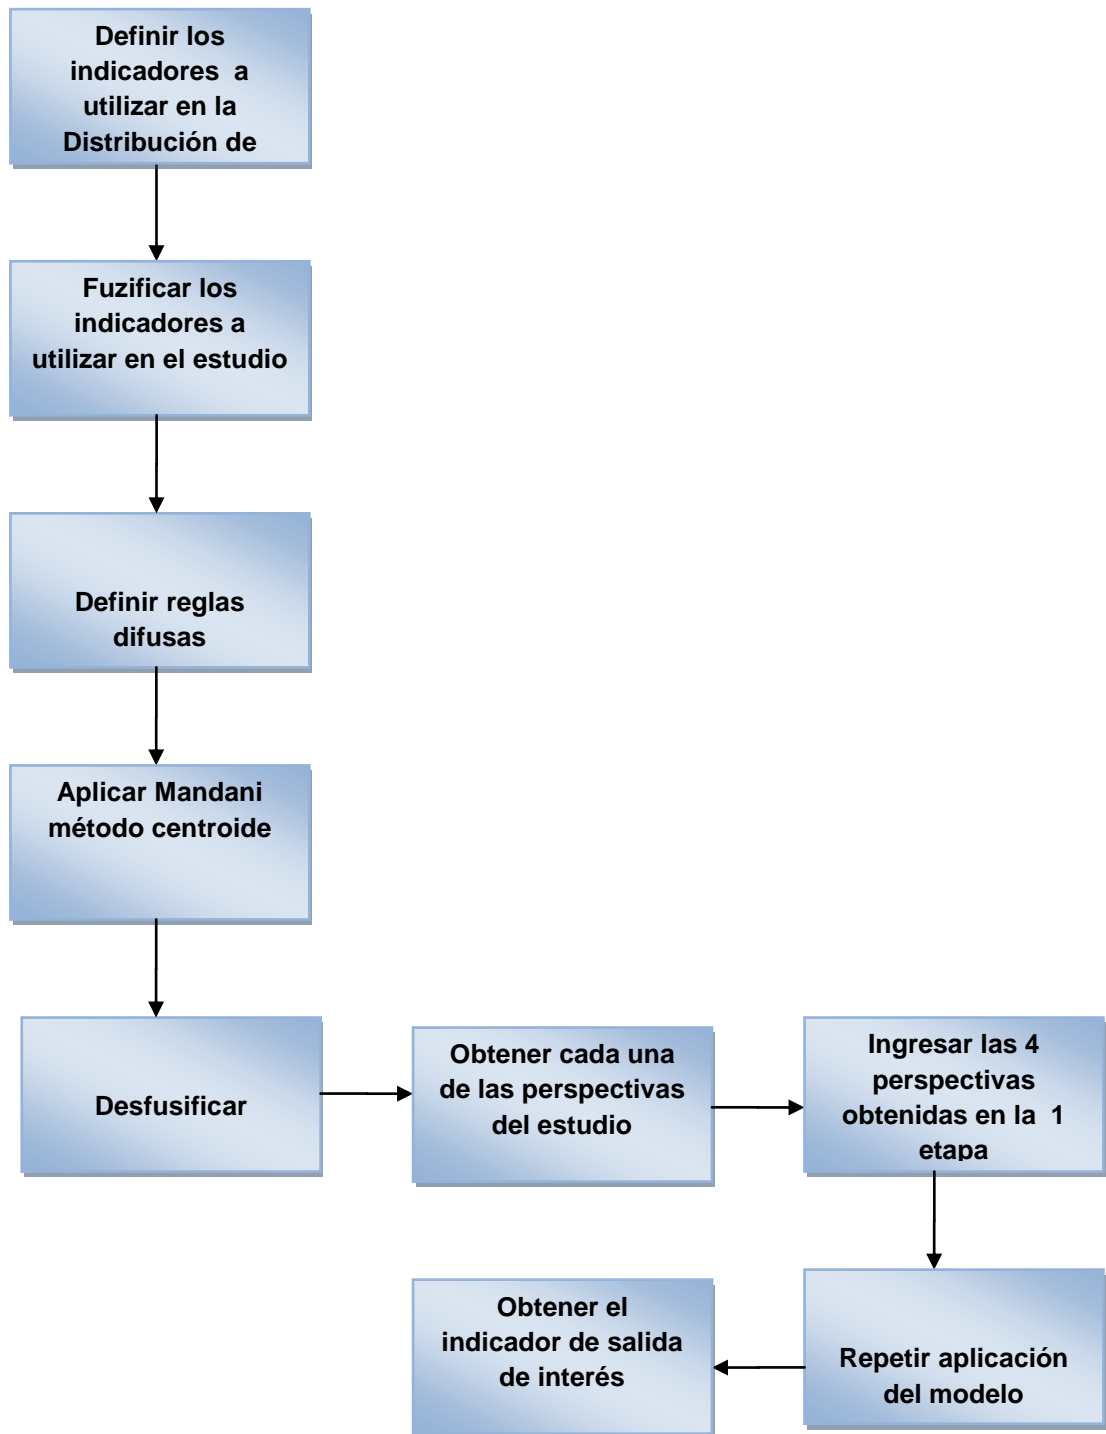 Definir los
indicadores a
utilizar en la
Distribución de
Fuzificar los
indicadores a
utilizar en el estudio
Definir reglas
difusas
Aplicar Mandani
método centroide
Desfusificar
Obtener cada una
de las perspectivas
del estudio
Ingresar las 4
perspectivas
obtenidas en la 1
etapa
Repetir aplicación
del modelo
Obtener el
indicador de salida
de interés